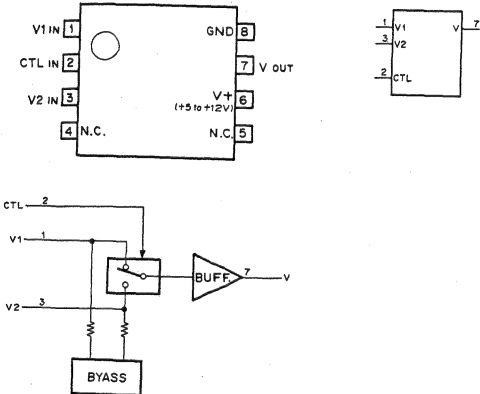 V1 IN 1
CTL IN 2
V2 IN 3
4 N.C.
GND 8
7 V OUT
V+ 6
(+5 to +12V)
N.C. 5
1 V1
3 V2
2 CTL
V 7
CTL 2
V1 1
V2 3
BUFF.
7 V
BYASS